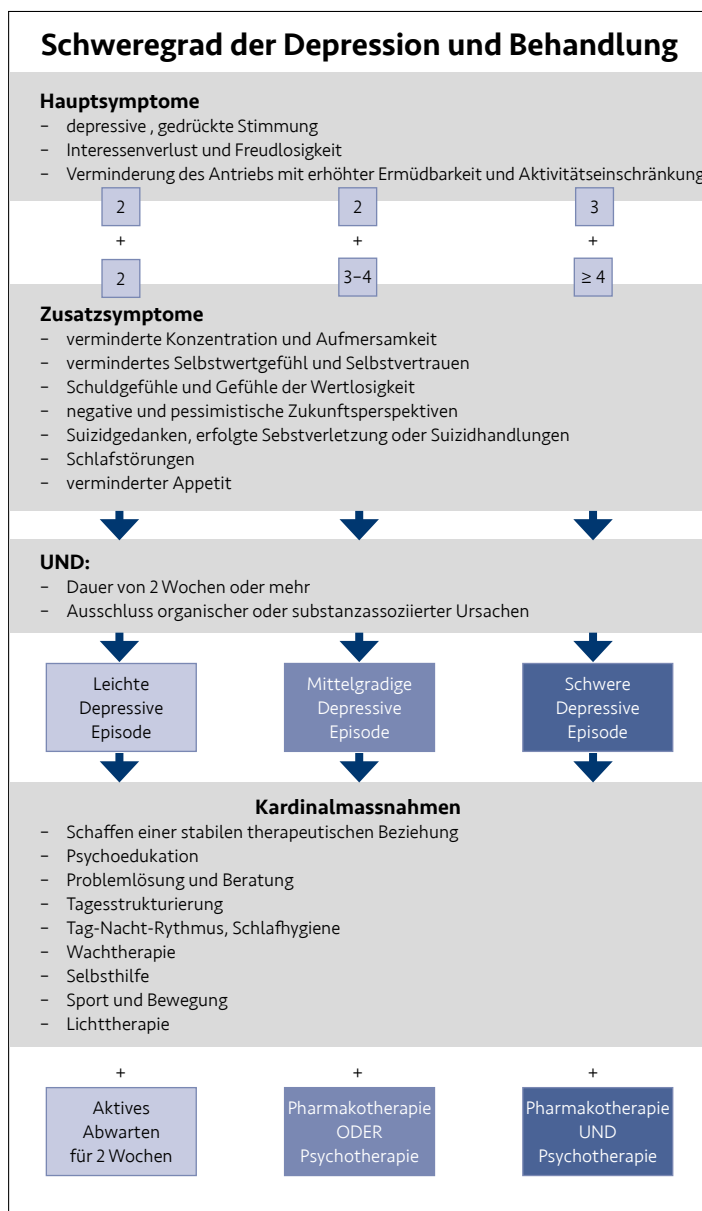 Schweregrad der Depression und Behandlung
Hauptsymptome
– depressive , gedrückte Stimmung
– Interessenverlust und Freudlosigkeit
– Verminderung des Antriebs mit erhöhter Ermüdbarkeit und Aktivitätseinschränkung
2 2 3
+ + +
2 3–4 ≥ 4
Zusatzsymptome
– verminderte Konzentration und Aufmersamkeit
– vermindertes Selbstwertgefühl und Selbstvertrauen
– Schuldgefühle und Gefühle der Wertlosigkeit
– negative und pessimistische Zukunftsperspektiven
– Suizidgedanken, erfolgte Sebstverletzung oder Suizidhandlungen
– Schlafstörungen
– verminderter Appetit
UND:
– Dauer von 2 Wochen oder mehr
– Ausschluss organischer oder substanzassoziierter Ursachen
Leichte
Depressive
Episode
Mittelgradige
Depressive
Episode
Schwere
Depressive
Episode
Kardinalmassnahmen
– Schaffen einer stabilen therapeutischen Beziehung
– Psychoedukation
– Problemlösung und Beratung
– Tagesstrukturierung
– Tag-Nacht-Rythmus, Schlafhygiene
– Wachtherapie
– Selbsthilfe
– Sport und Bewegung
– Lichttherapie
+ + +
Aktives
Abwarten
für 2 Wochen
Pharmakotherapie
ODER
Psychotherapie
Pharmakotherapie
UND
Psychotherapie